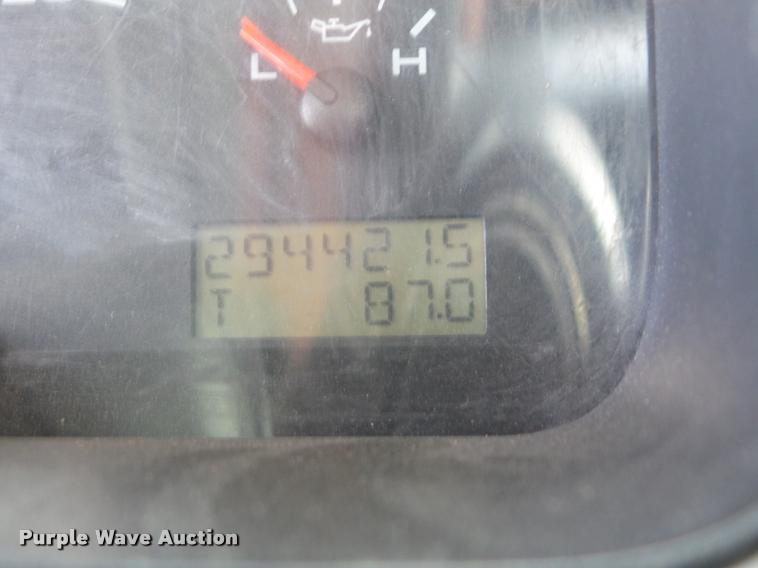 L H
294421.5
T 87.0
Purple Wave Auction